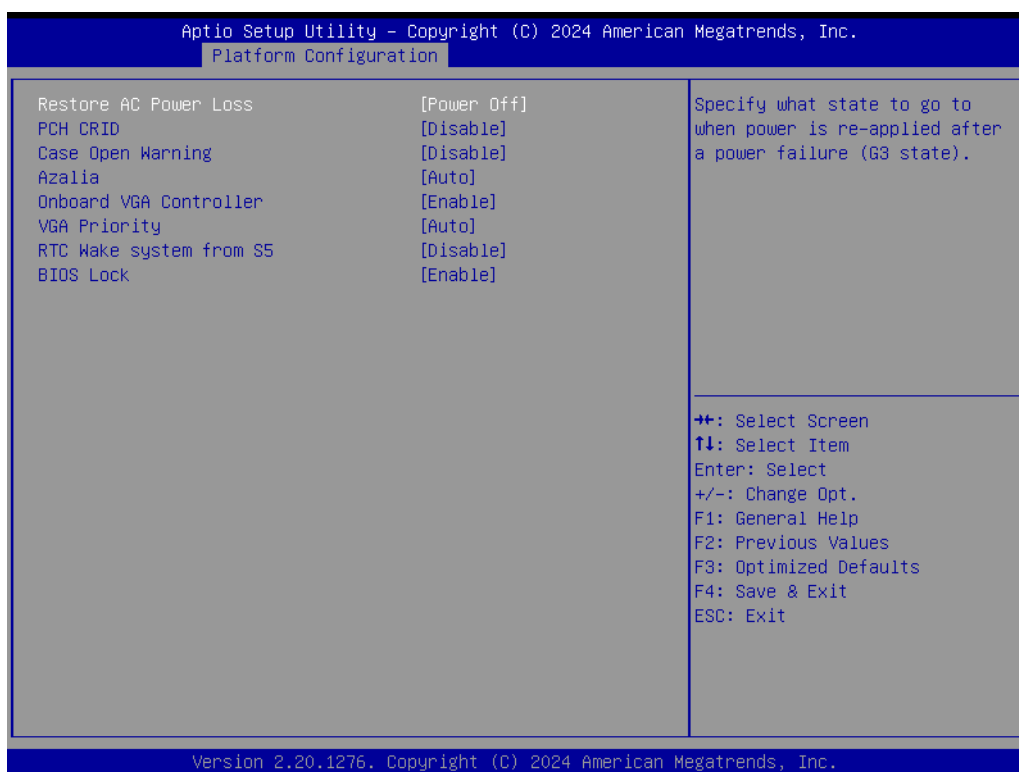 Aptio Setup Utility – Copyright (C) 2024 American Megatrends, Inc.
Platform Configuration
Restore AC Power Loss [Power Off]
PCH CRID [Disable]
Case Open Warning [Disable]
Azalia [Auto]
Onboard VGA Controller [Enable]
VGA Priority [Auto]
RTC Wake system from S5 [Disable]
BIOS Lock [Enable]
Specify what state to go to
when power is re-applied after
a power failure (G3 state).
→←: Select Screen
↑↓: Select Item
Enter: Select
+/-: Change Opt.
F1: General Help
F2: Previous Values
F3: Optimized Defaults
F4: Save & Exit
ESC: Exit
Version 2.20.1276. Copyright (C) 2024 American Megatrends, Inc.